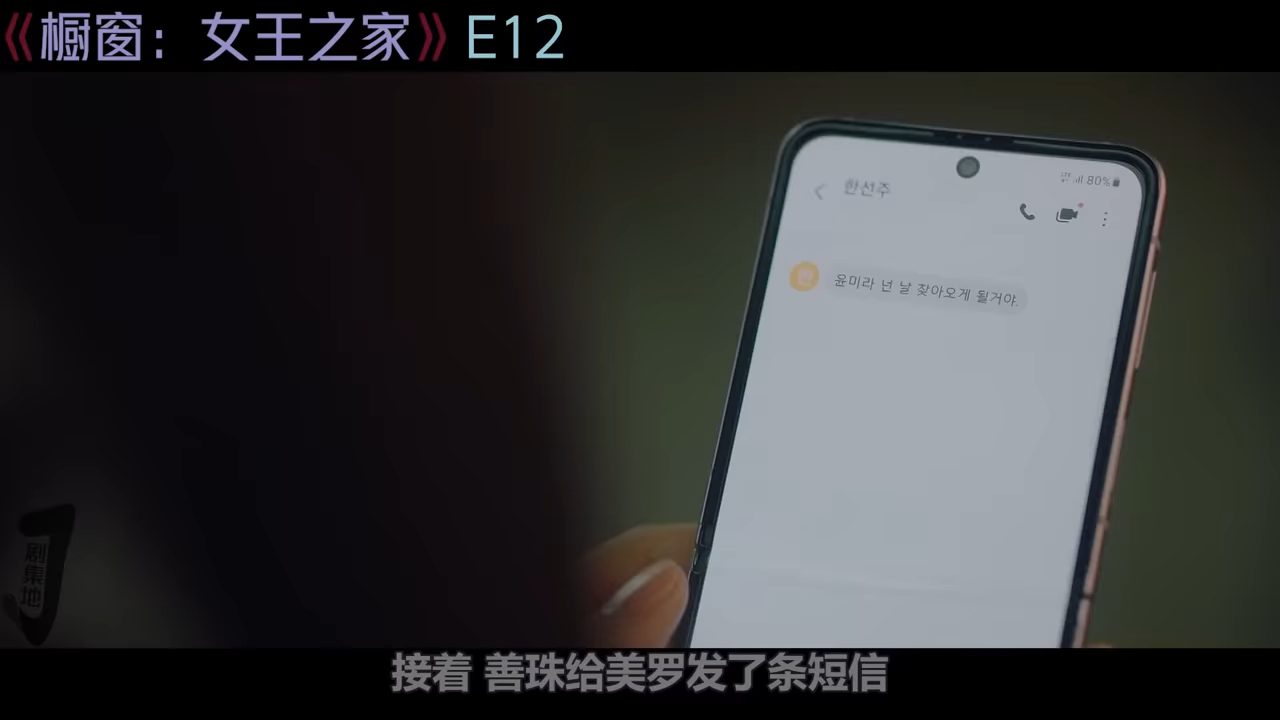 《橱窗：女王之家》E12
80%
한선주
윤미라 넌 날 찾아오게 될거야.
剧集地
接着 善珠给美罗发了条短信